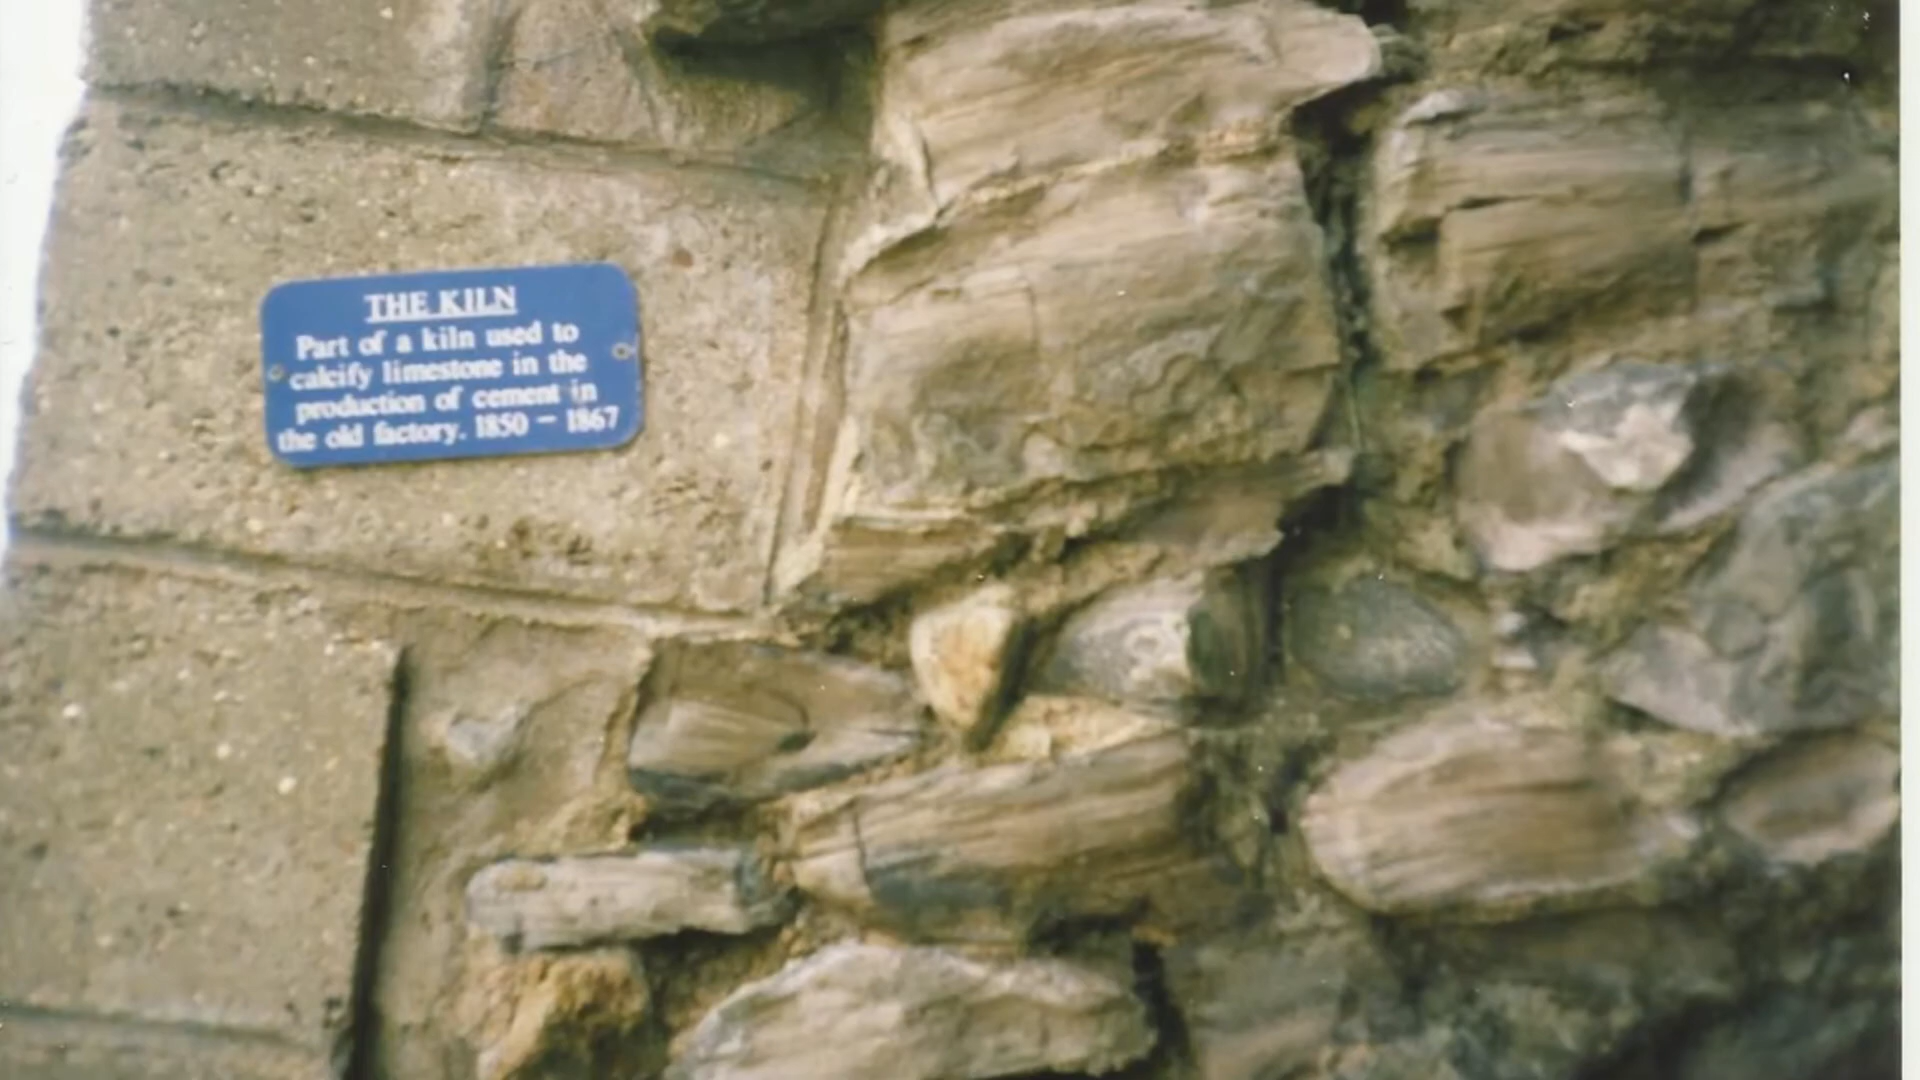 THE KILN
Part of a kiln used to
calcify limestone in the
production of cement in
the old factory. 1850 – 1867